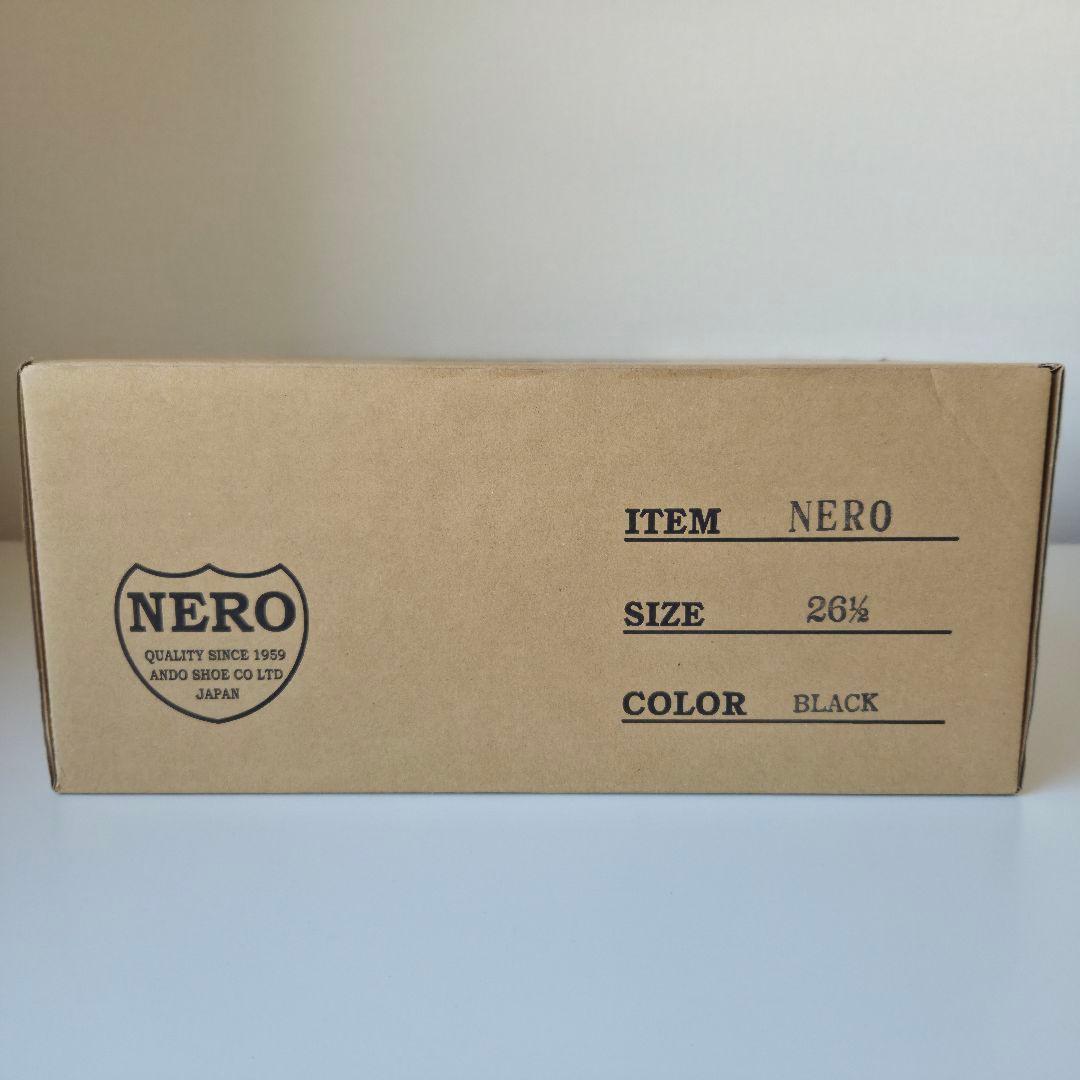 NERO
QUALITY SINCE 1959
ANDO SHOE CO LTD
JAPAN
ITEM NERO
SIZE 26½
COLOR BLACK